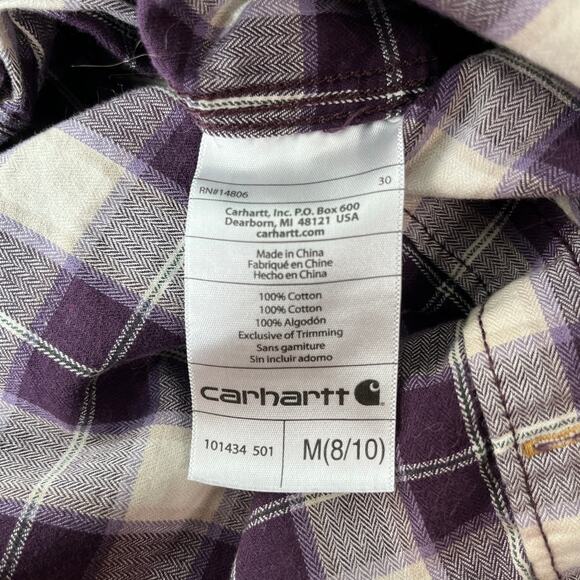 30
RN#14806
Carhartt, Inc. P.O. Box 600
Dearborn, MI 48121 USA
carhartt.com
Made in China
Fabriqué en Chine
Hecho en China
100% Cotton
100% Cotton
100% Algodón
Exclusive of Trimming
Sans garniture
Sin incluir adorno
carhartt
101434 501
M(8/10)